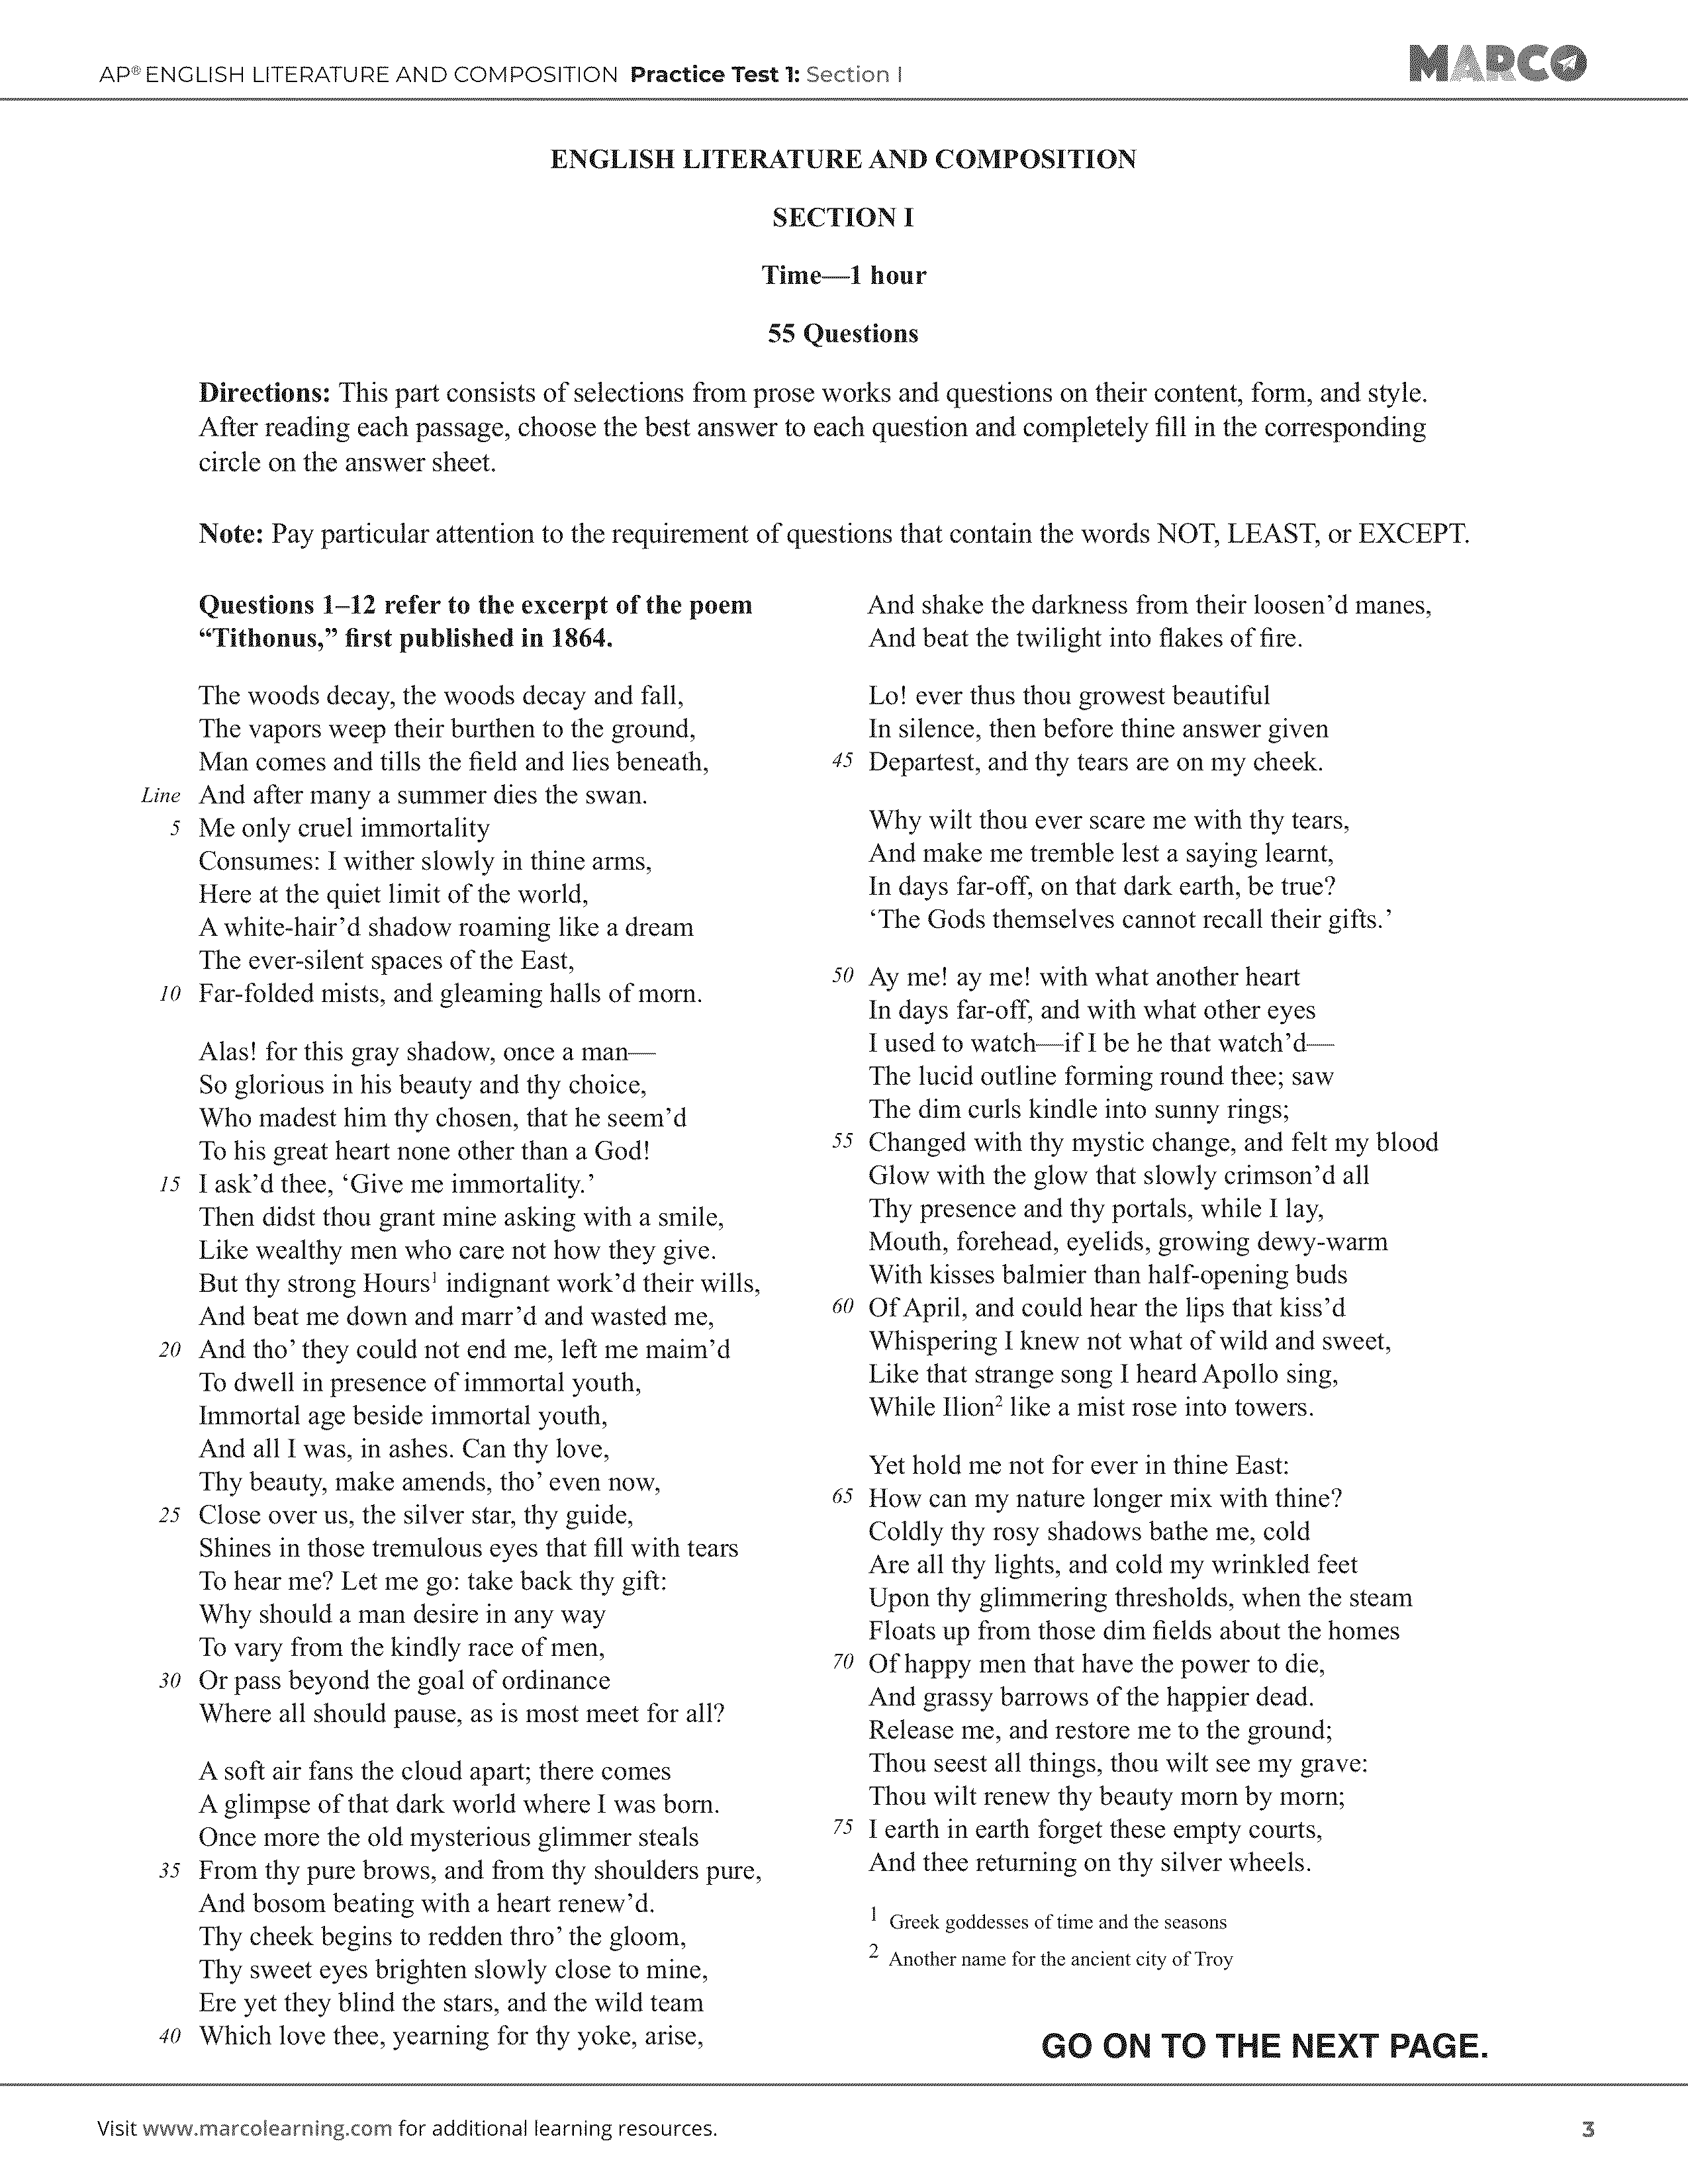 AP® ENGLISH LITERATURE AND COMPOSITION Practice Test 1: Section I
MARCO
ENGLISH LITERATURE AND COMPOSITION
SECTION I
Time—1 hour
55 Questions
Directions: This part consists of selections from prose works and questions on their content, form, and style.
After reading each passage, choose the best answer to each question and completely fill in the corresponding
circle on the answer sheet.
Note: Pay particular attention to the requirement of questions that contain the words NOT, LEAST, or EXCEPT.
Questions 1–12 refer to the excerpt of the poem
“Tithonus,” first published in 1864.
The woods decay, the woods decay and fall,
The vapors weep their burthen to the ground,
Man comes and tills the field and lies beneath,
Line And after many a summer dies the swan.
5 Me only cruel immortality
Consumes: I wither slowly in thine arms,
Here at the quiet limit of the world,
A white-hair’d shadow roaming like a dream
The ever-silent spaces of the East,
10 Far-folded mists, and gleaming halls of morn.
Alas! for this gray shadow, once a man—
So glorious in his beauty and thy choice,
Who madest him thy chosen, that he seem’d
To his great heart none other than a God!
15 I ask’d thee, ‘Give me immortality.’
Then didst thou grant mine asking with a smile,
Like wealthy men who care not how they give.
But thy strong Hours¹ indignant work’d their wills,
And beat me down and marr’d and wasted me,
20 And tho’ they could not end me, left me maim’d
To dwell in presence of immortal youth,
Immortal age beside immortal youth,
And all I was, in ashes. Can thy love,
Thy beauty, make amends, tho’ even now,
25 Close over us, the silver star, thy guide,
Shines in those tremulous eyes that fill with tears
To hear me? Let me go: take back thy gift:
Why should a man desire in any way
To vary from the kindly race of men,
30 Or pass beyond the goal of ordinance
Where all should pause, as is most meet for all?
A soft air fans the cloud apart; there comes
A glimpse of that dark world where I was born.
Once more the old mysterious glimmer steals
35 From thy pure brows, and from thy shoulders pure,
And bosom beating with a heart renew’d.
Thy cheek begins to redden thro’ the gloom,
Thy sweet eyes brighten slowly close to mine,
Ere yet they blind the stars, and the wild team
40 Which love thee, yearning for thy yoke, arise,
And shake the darkness from their loosen’d manes,
And beat the twilight into flakes of fire.
Lo! ever thus thou growest beautiful
In silence, then before thine answer given
45 Departest, and thy tears are on my cheek.
Why wilt thou ever scare me with thy tears,
And make me tremble lest a saying learnt,
In days far-off, on that dark earth, be true?
‘The Gods themselves cannot recall their gifts.’
50 Ay me! ay me! with what another heart
In days far-off, and with what other eyes
I used to watch—if I be he that watch’d—
The lucid outline forming round thee; saw
The dim curls kindle into sunny rings;
55 Changed with thy mystic change, and felt my blood
Glow with the glow that slowly crimson’d all
Thy presence and thy portals, while I lay,
Mouth, forehead, eyelids, growing dewy-warm
With kisses balmier than half-opening buds
60 Of April, and could hear the lips that kiss’d
Whispering I knew not what of wild and sweet,
Like that strange song I heard Apollo sing,
While Ilion² like a mist rose into towers.
Yet hold me not for ever in thine East:
65 How can my nature longer mix with thine?
Coldly thy rosy shadows bathe me, cold
Are all thy lights, and cold my wrinkled feet
Upon thy glimmering thresholds, when the steam
Floats up from those dim fields about the homes
70 Of happy men that have the power to die,
And grassy barrows of the happier dead.
Release me, and restore me to the ground;
Thou seest all things, thou wilt see my grave:
Thou wilt renew thy beauty morn by morn;
75 I earth in earth forget these empty courts,
And thee returning on thy silver wheels.
1 Greek goddesses of time and the seasons
2 Another name for the ancient city of Troy
GO ON TO THE NEXT PAGE.
Visit www.marcolearning.com for additional learning resources.
3